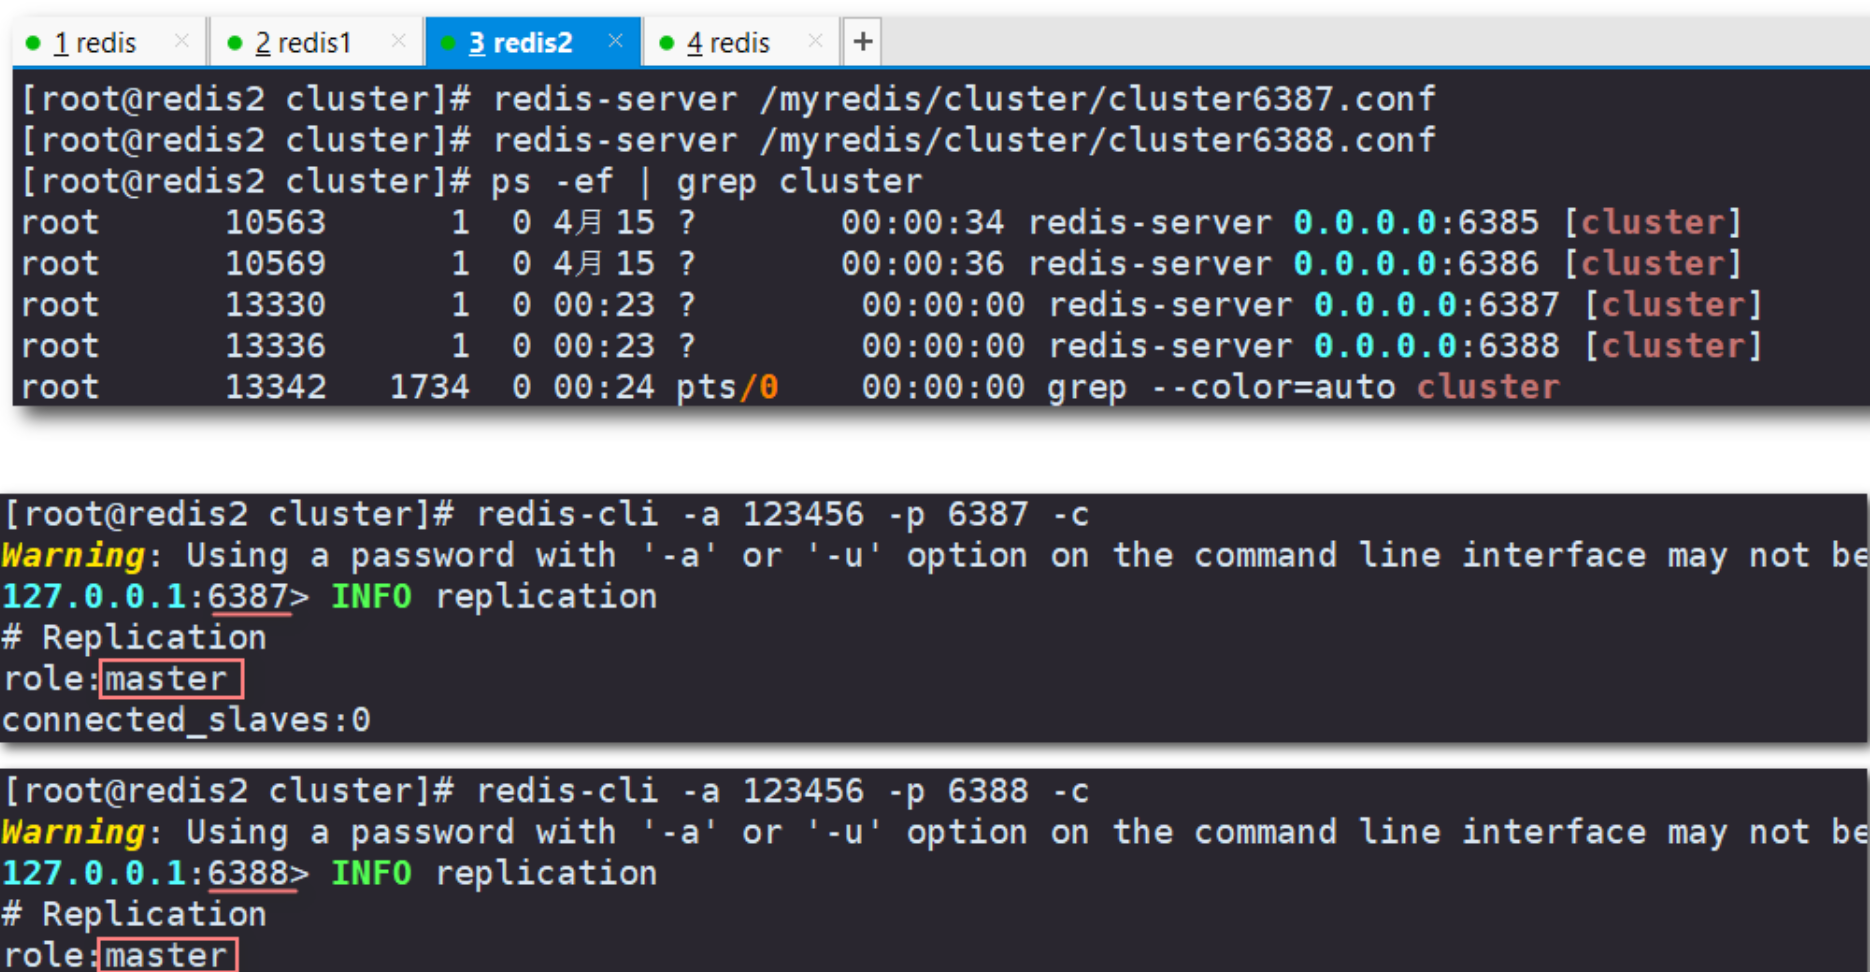 1 redis × 2 redis1 × 3 redis2 × 4 redis × +
[root@redis2 cluster]# redis-server /myredis/cluster/cluster6387.conf
[root@redis2 cluster]# redis-server /myredis/cluster/cluster6388.conf
[root@redis2 cluster]# ps -ef | grep cluster
root      10563      1  0 4月 15 ?       00:00:34 redis-server 0.0.0.0:6385 [cluster]
root      10569      1  0 4月 15 ?       00:00:36 redis-server 0.0.0.0:6386 [cluster]
root      13330      1  0 00:23 ?        00:00:00 redis-server 0.0.0.0:6387 [cluster]
root      13336      1  0 00:23 ?        00:00:00 redis-server 0.0.0.0:6388 [cluster]
root      13342   1734  0 00:24 pts/0    00:00:00 grep --color=auto cluster
[root@redis2 cluster]# redis-cli -a 123456 -p 6387 -c
Warning: Using a password with '-a' or '-u' option on the command line interface may not be
127.0.0.1:6387> INFO replication
# Replication
role:master
connected_slaves:0
[root@redis2 cluster]# redis-cli -a 123456 -p 6388 -c
Warning: Using a password with '-a' or '-u' option on the command line interface may not be
127.0.0.1:6388> INFO replication
# Replication
role:master